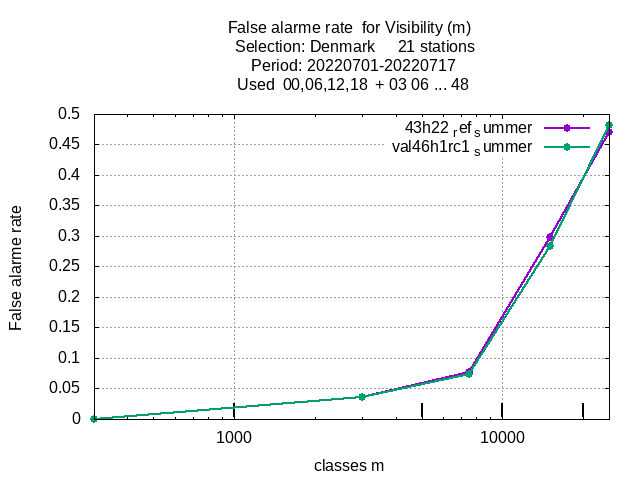 False alarme rate  for Visibility (m)
Selection: Denmark     21 stations
Period: 20220701-20220717
Used  00,06,12,18  + 03 06 ... 48
43h22 ref summer
val46h1rc1 summer
False alarme rate
0.5
0.45
0.4
0.35
0.3
0.25
0.2
0.15
0.1
0.05
0
1000
10000
classes m